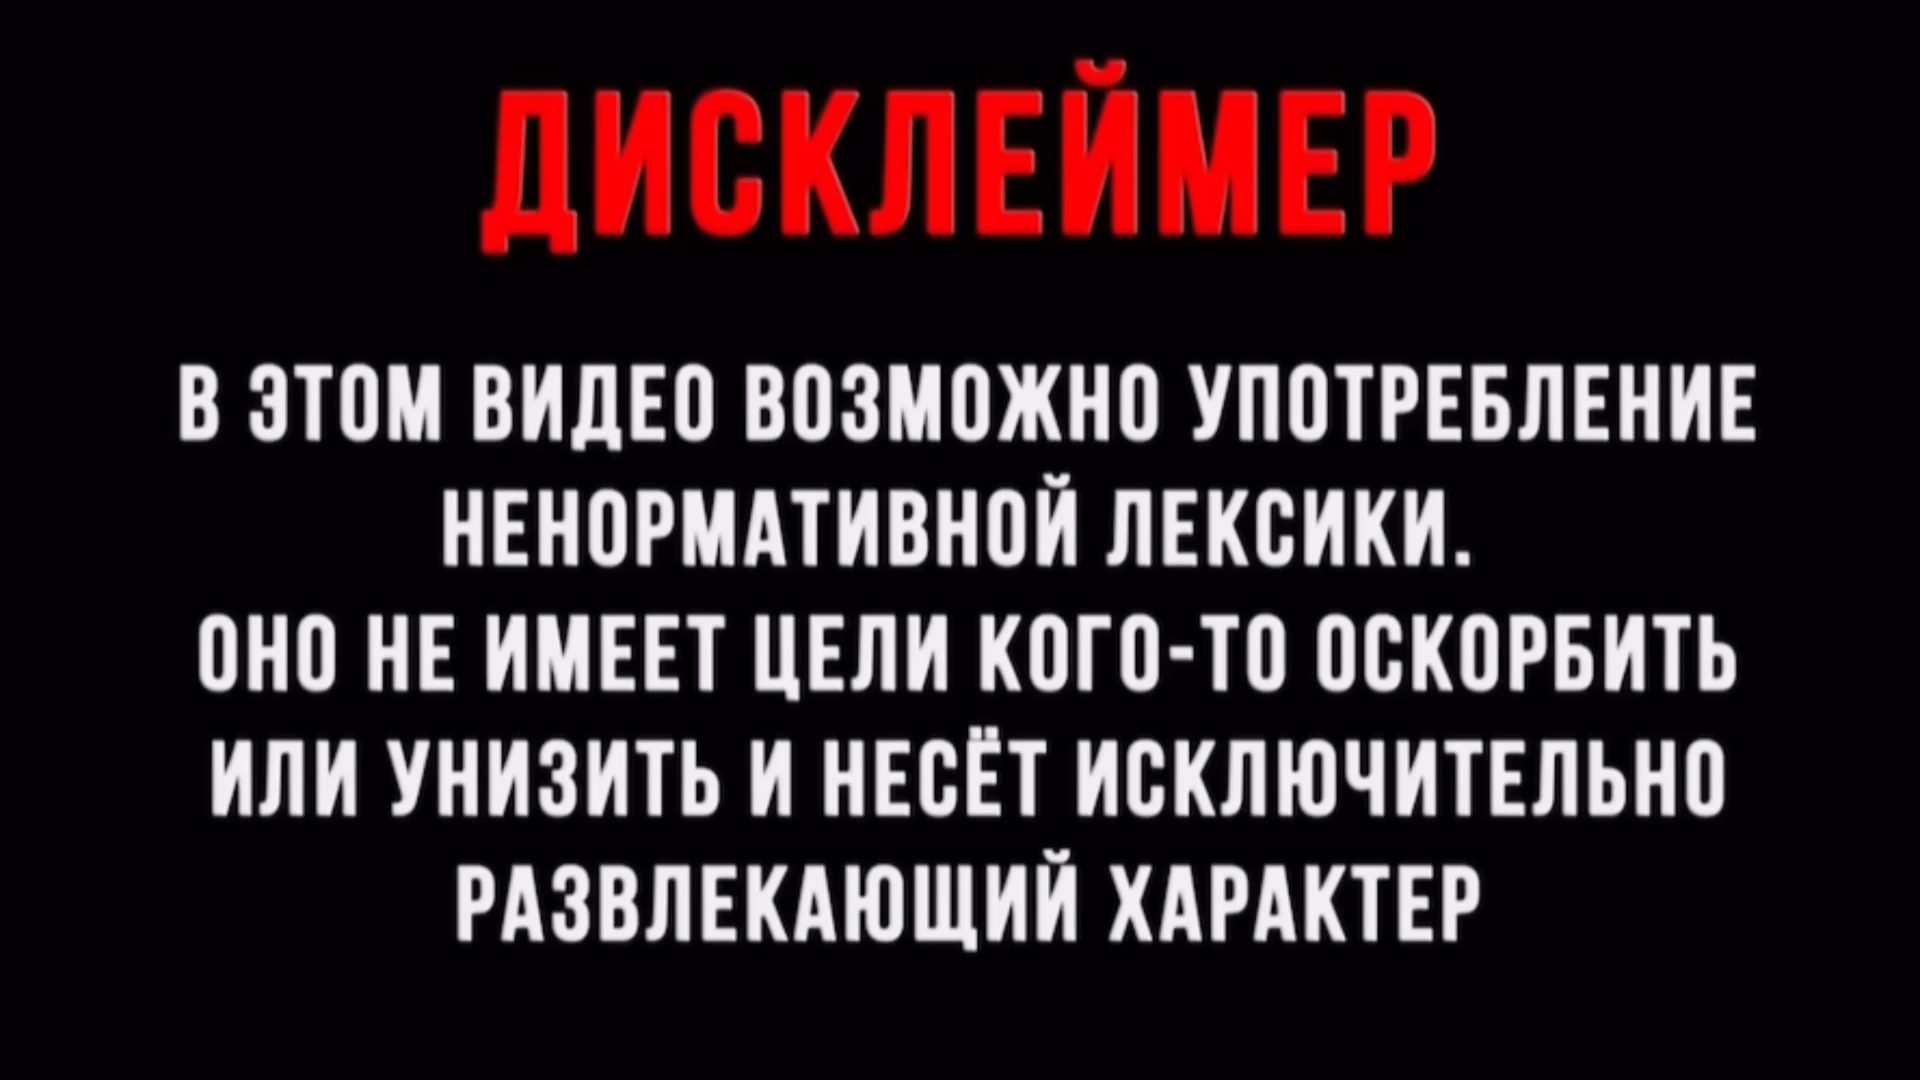 ДИСКЛЕЙМЕР
В ЭТОМ ВИДЕО ВОЗМОЖНО УПОТРЕБЛЕНИЕ
НЕНОРМАТИВНОЙ ЛЕКСИКИ.
ОНО НЕ ИМЕЕТ ЦЕЛИ КОГО-ТО ОСКОРБИТЬ
ИЛИ УНИЗИТЬ И НЕСЁТ ИСКЛЮЧИТЕЛЬНО
РАЗВЛЕКАЮЩИЙ ХАРАКТЕР